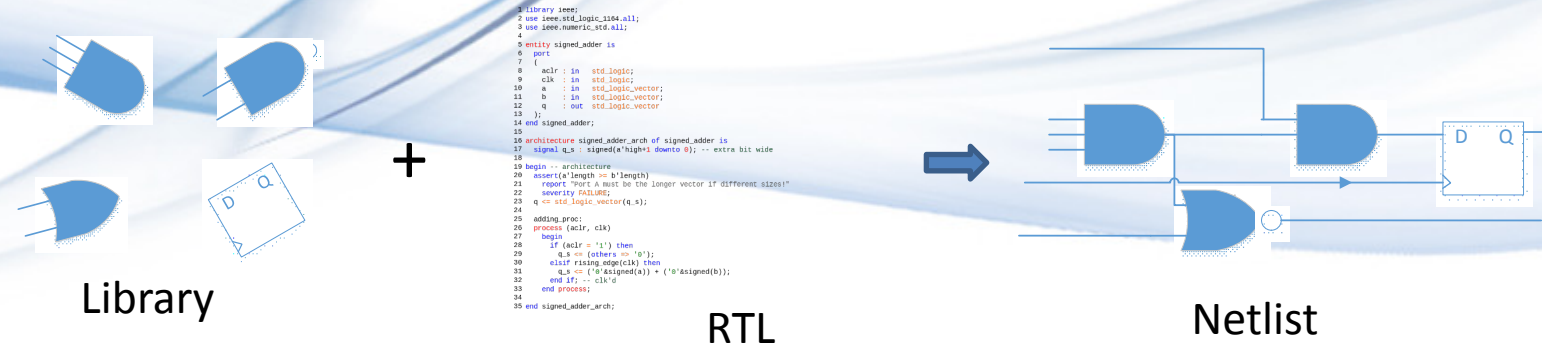 D Q
Library
+
1 library ieee;
2 use ieee.std_logic_1164.all;
3 use ieee.numeric_std.all;
4
5 entity signed_adder is
6   port
7   (
8     aclr : in   std_logic;
9     clk  : in   std_logic;
10     a    : in   std_logic_vector;
11     b    : in   std_logic_vector;
12     q    : out  std_logic_vector
13   );
14 end signed_adder;
15
16 architecture signed_adder_arch of signed_adder is
17   signal q_s : signed(a'high+1 downto 0); -- extra bit wide
18
19 begin -- architecture
20   assert(a'length >= b'length)
21     report "Port A must be the longer vector if different sizes!"
22     severity FAILURE;
23   q <= std_logic_vector(q_s);
24
25   adding_proc:
26   process (aclr, clk)
27     begin
28       if (aclr = '1') then
29         q_s <= (others => '0');
30       elsif rising_edge(clk) then
31         q_s <= ('0'&signed(a)) + ('0'&signed(b));
32       end if; -- clk'd
33     end process;
34
35 end signed_adder_arch;
RTL
D Q
Netlist